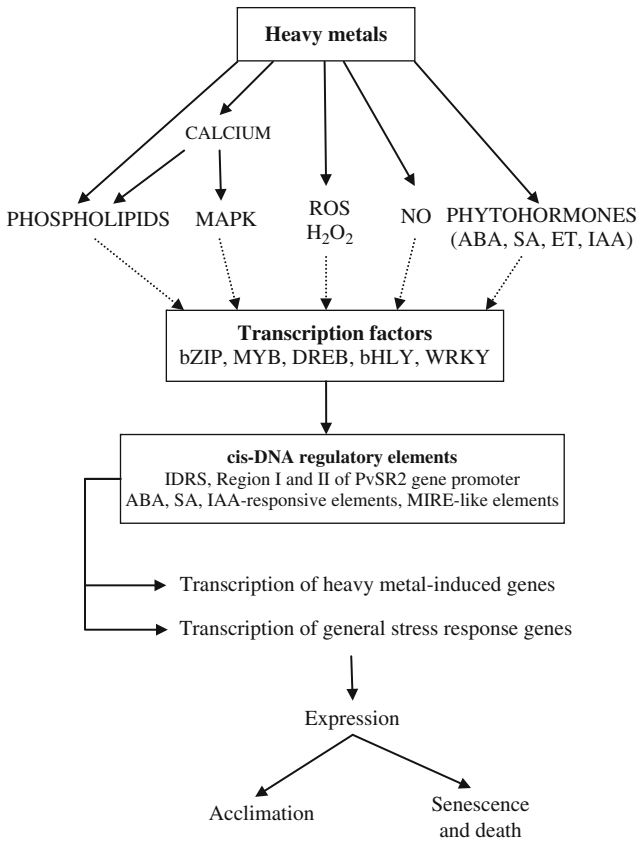 Heavy metals
CALCIUM
PHOSPHOLIPIDS
MAPK
ROS
H₂O₂
NO
PHYTOHORMONES
(ABA, SA, ET, IAA)
Transcription factors
bZIP, MYB, DREB, bHLY, WRKY
cis-DNA regulatory elements
IDRS, Region I and II of PvSR2 gene promoter
ABA, SA, IAA-responsive elements, MIRE-like elements
Transcription of heavy metal-induced genes
Transcription of general stress response genes
Expression
Acclimation
Senescence
and death